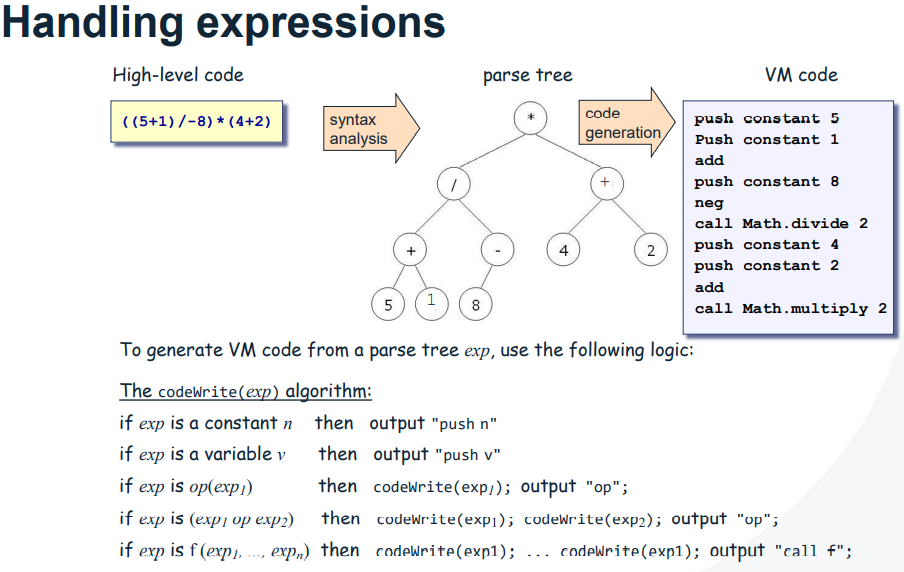 Handling expressions
High-level code
parse tree
VM code
((5+1)/-8)*(4+2)
syntax
analysis
code
generation
*
/
+
+
-
4
2
5
1
8
push constant 5
Push constant 1
add
push constant 8
neg
call Math.divide 2
push constant 4
push constant 2
add
call Math.multiply 2
To generate VM code from a parse tree exp, use the following logic:
The codeWrite(exp) algorithm:
if exp is a constant n then output "push n"
if exp is a variable v then output "push v"
if exp is op(exp1) then codeWrite(exp1); output "op";
if exp is (exp1 op exp2) then codeWrite(exp1); codeWrite(exp2); output "op";
if exp is f (exp1, ..., expn) then codeWrite(exp1); ... codeWrite(exp1); output "call f";